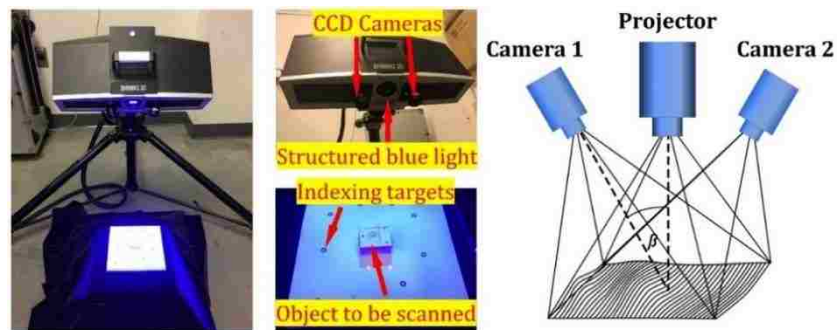 CCD Cameras
Structured blue light
Indexing targets
Object to be scanned
Projector
Camera 1
Camera 2
β